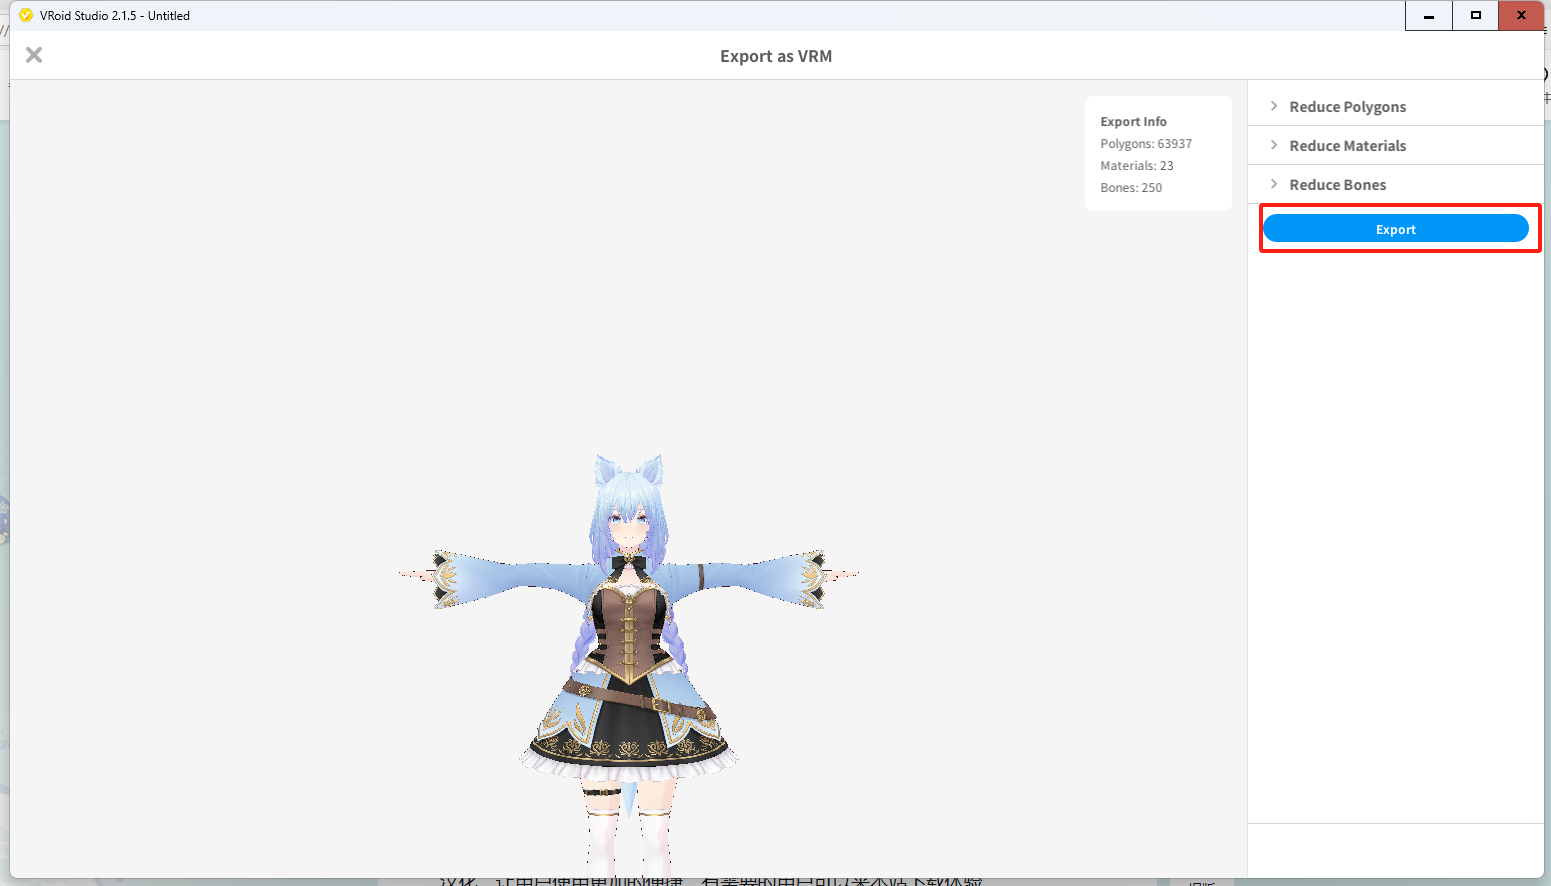 VRoid Studio 2.1.5 - Untitled
Export as VRM
Export Info
Polygons: 63937
Materials: 23
Bones: 250
Reduce Polygons
Reduce Materials
Reduce Bones
Export